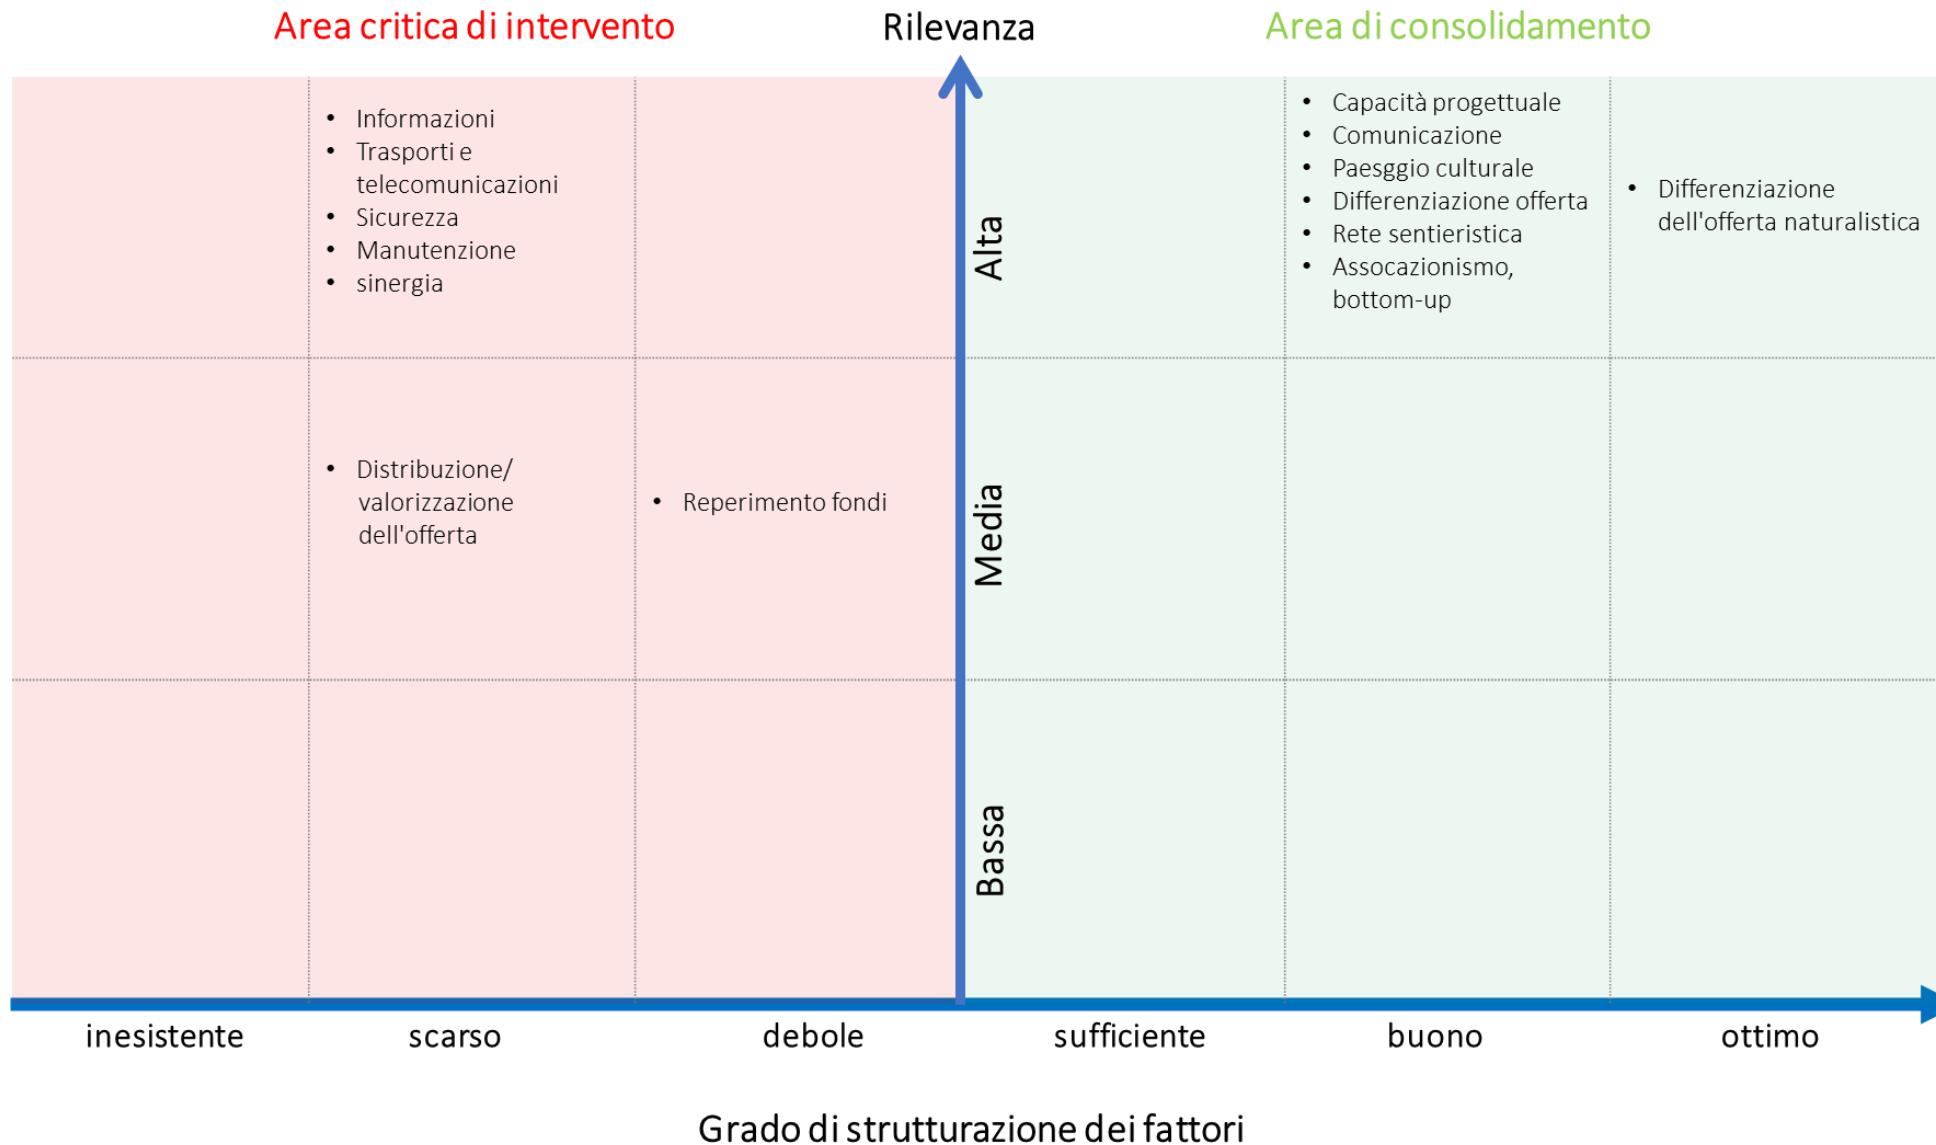 Area critica di intervento
Rilevanza
Area di consolidamento
• Informazioni
• Trasporti e
telecomunicazioni
• Sicurezza
• Manutenzione
• sinergia
• Capacità progettuale
• Comunicazione
• Paesggio culturale
• Differenziazione offerta
• Rete sentieristica
• Assocazionismo,
bottom-up
• Differenziazione
dell'offerta naturalistica
Alta
• Distribuzione/
valorizzazione
dell'offerta
• Reperimento fondi
Media
Bassa
inesistente
scarso
debole
sufficiente
buono
ottimo
Grado di strutturazione dei fattori